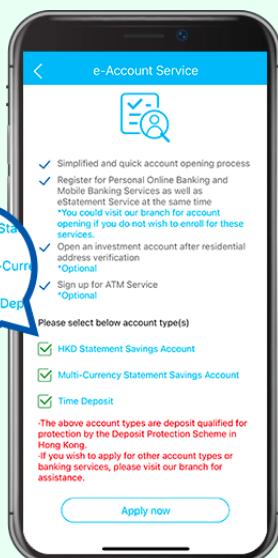 e-Account Service
Simplified and quick account opening process
Register for Personal Online Banking and
Mobile Banking Services as well as
eStatement Service at the same time
*You could visit our branch for account
opening if you do not wish to enroll for these
services.
Open an investment account after residential
address verification
*Optional
Sign up for ATM Service
*Optional
Sta
-Curre
Dep
Please select below account type(s)
HKD Statement Savings Account
Multi-Currency Statement Savings Account
Time Deposit
-The above account types are deposit qualified for
protection by the Deposit Protection Scheme in
Hong Kong.
-If you wish to apply for other account types or
banking services, please visit our branch for
assistance.
Apply now